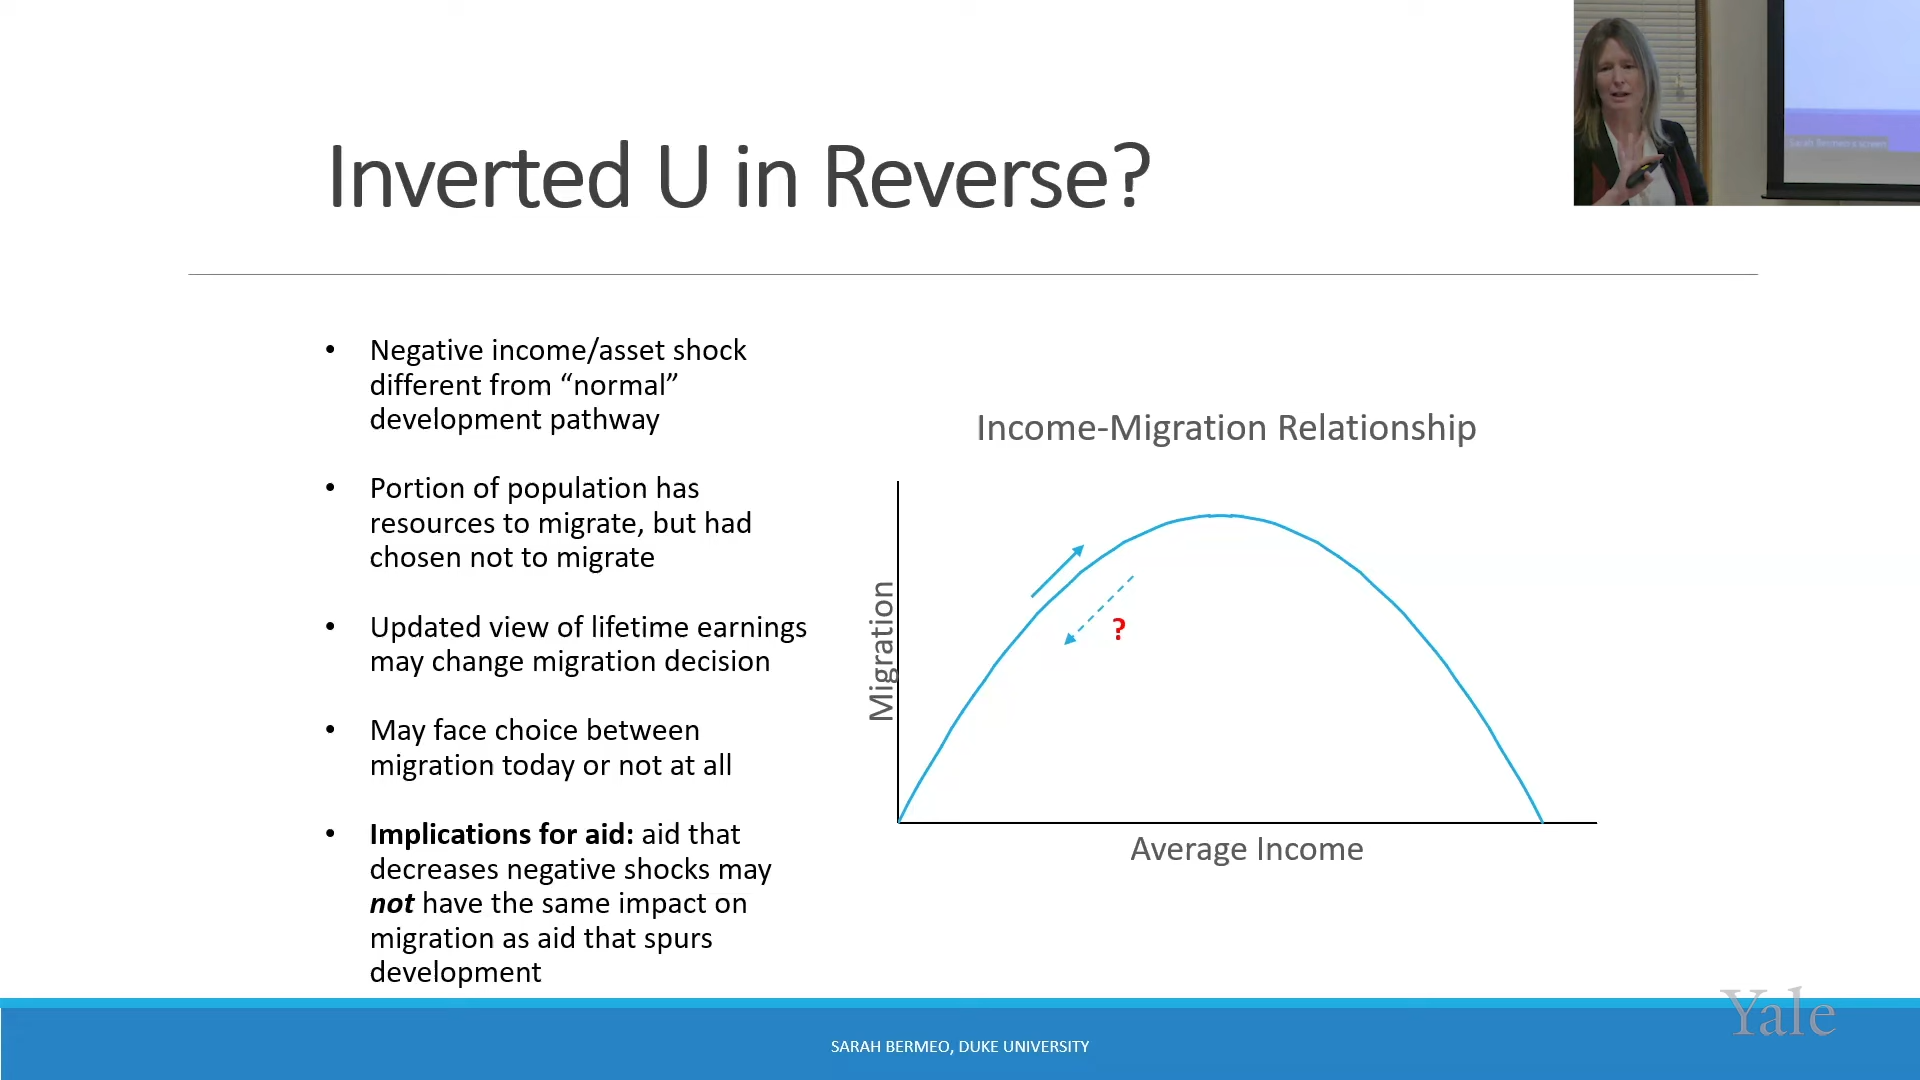 Inverted U in Reverse?
• Negative income/asset shock
different from “normal”
development pathway
• Portion of population has
resources to migrate, but had
chosen not to migrate
• Updated view of lifetime earnings
may change migration decision
• May face choice between
migration today or not at all
• Implications for aid: aid that
decreases negative shocks may
not have the same impact on
migration as aid that spurs
development
Income-Migration Relationship
Migration
?
Average Income
Yale
SARAH BERMEO, DUKE UNIVERSITY